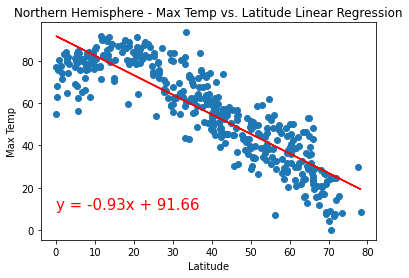 Northern Hemisphere - Max Temp vs. Latitude Linear Regression
Max Temp
80
60
40
20
0
y = -0.93x + 91.66
0 10 20 30 40 50 60 70 80
Latitude